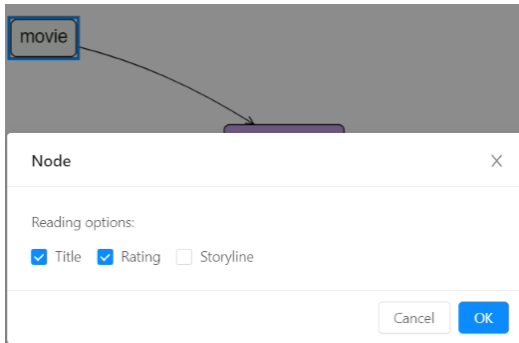 movie
Node
Reading options:
Title Rating Storyline
Cancel OK